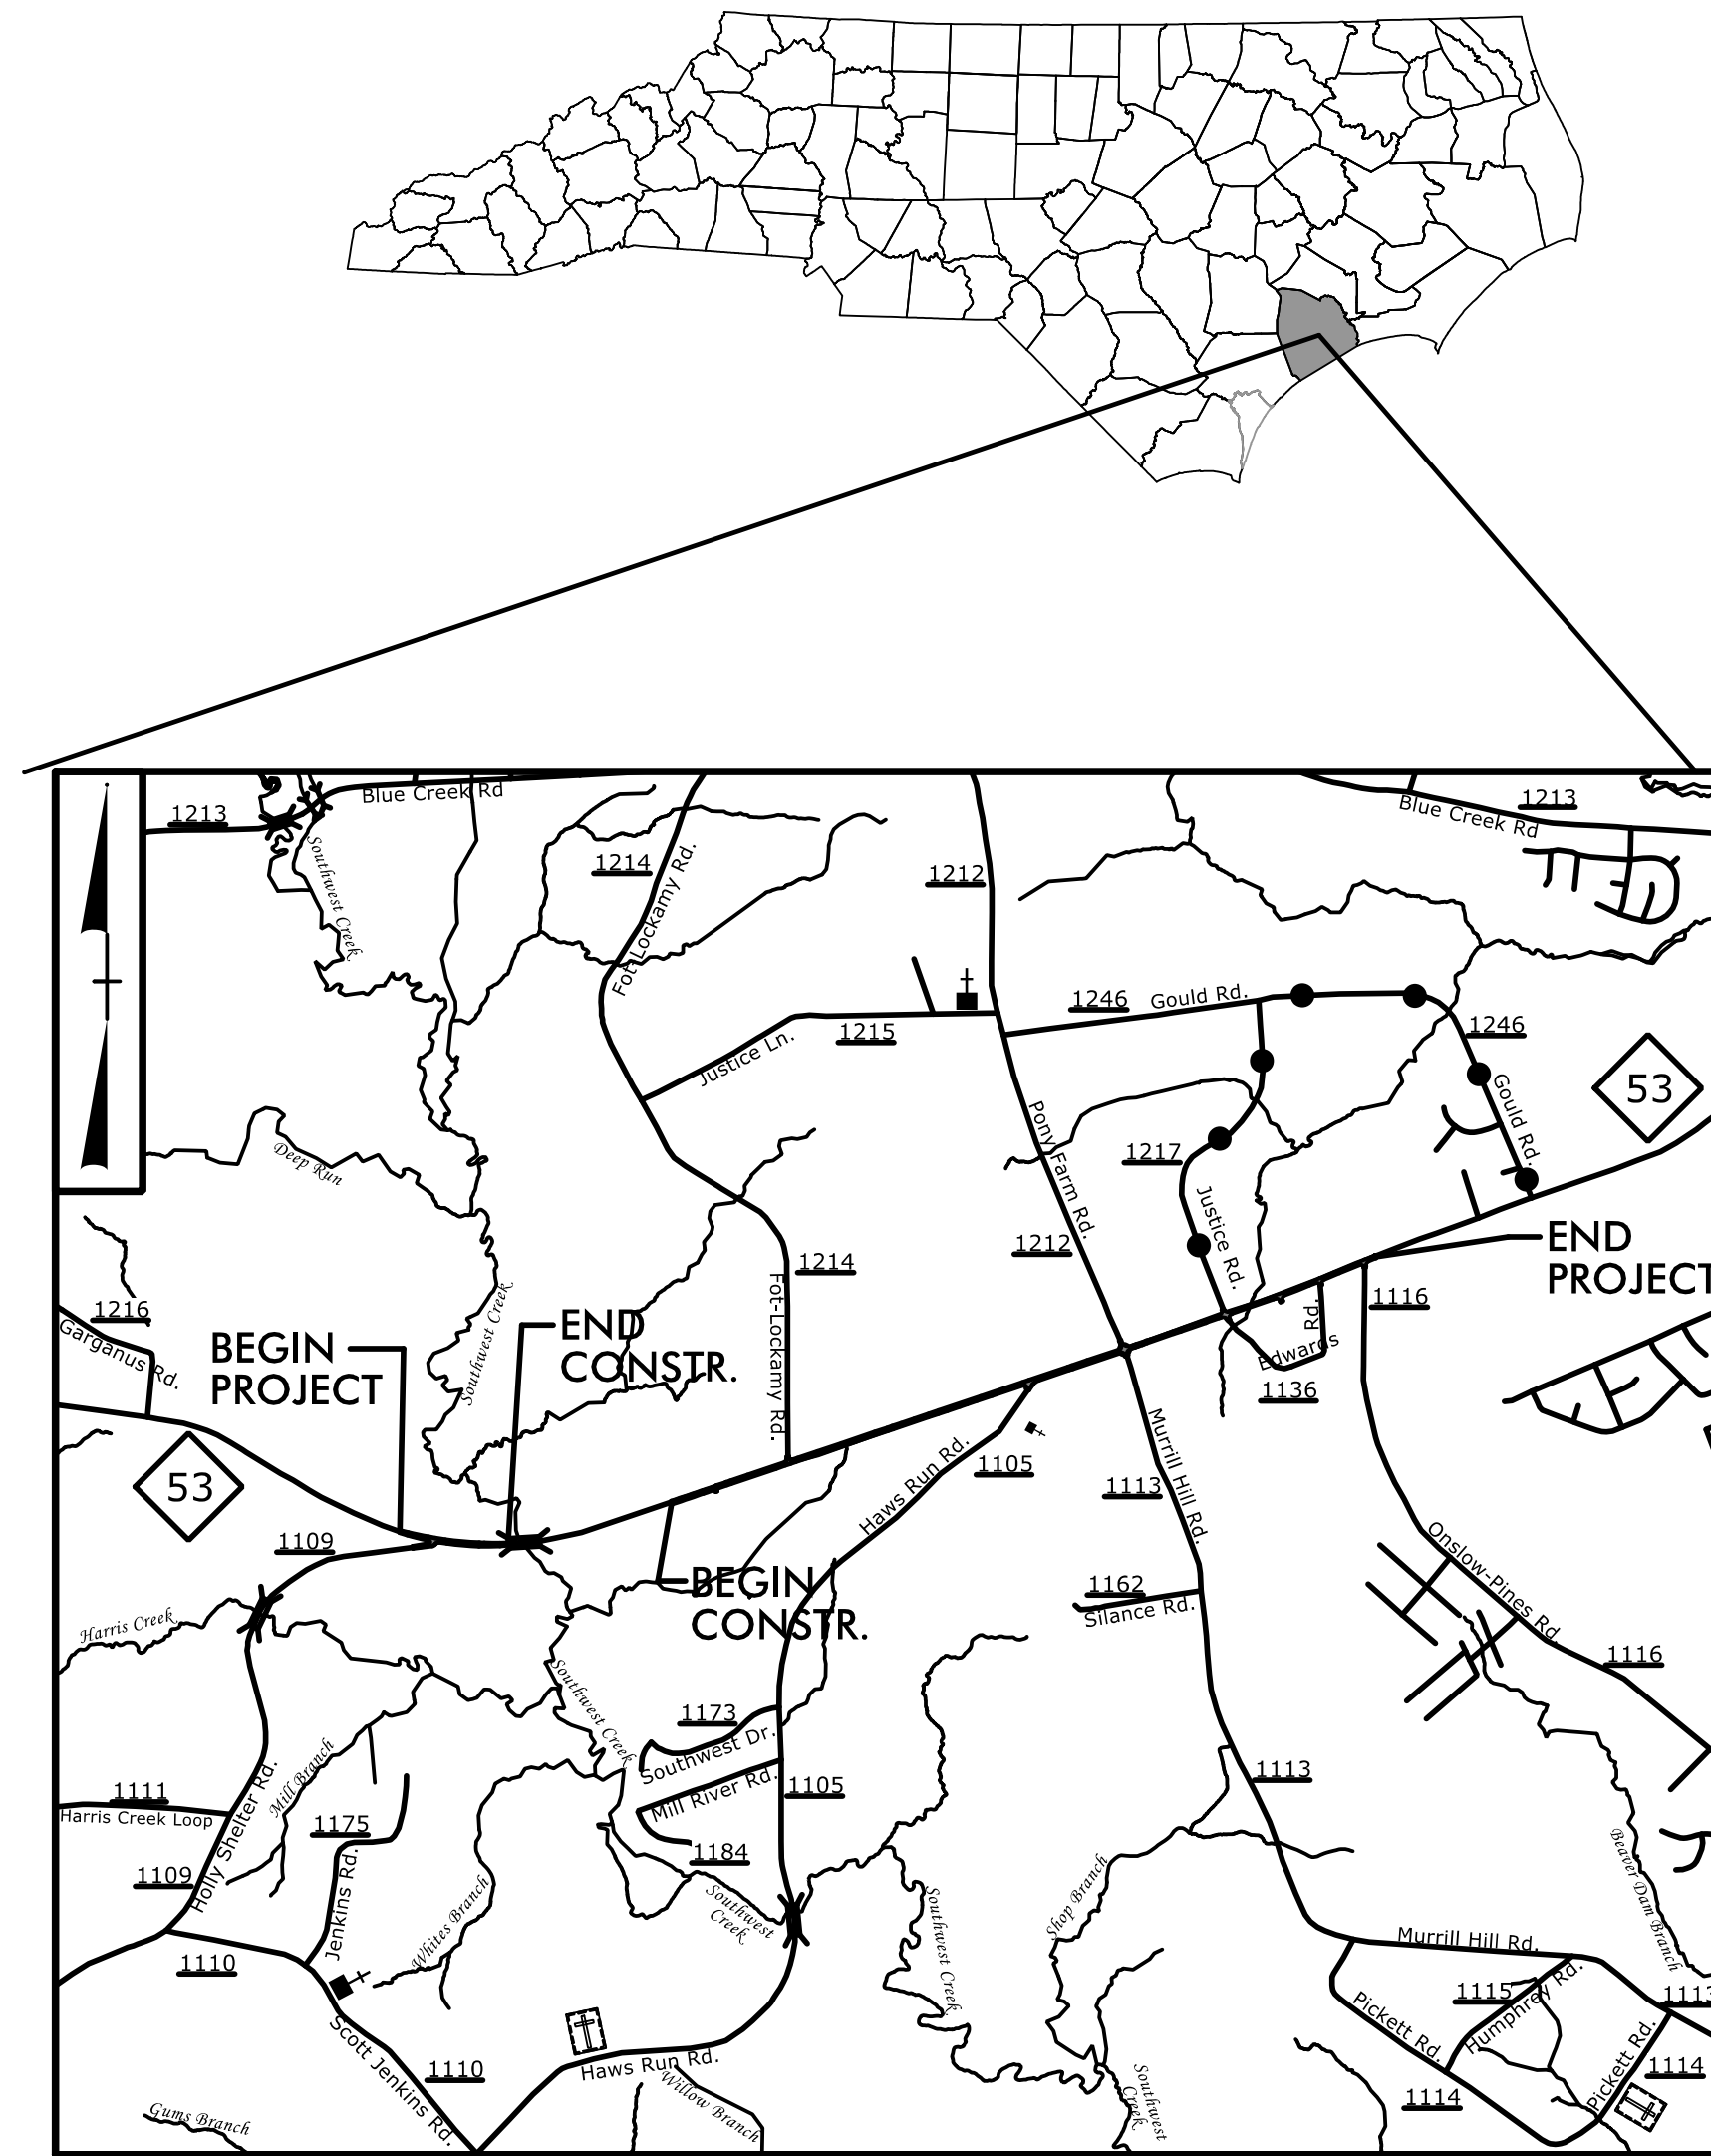 1213
Blue Creek Rd
Blue Creek Rd
1213
Southwest Creek
1214
Fot-Lockamy Rd.
1212
1246
Gould Rd.
1246
Gould Rd.
53
Justice Ln.
1215
Deep Run
Pony Farm Rd.
1217
Justice Rd.
1212
1214
Fot-Lockamy Rd.
END
PROJECT
1116
1216
Garganus Rd.
BEGIN
PROJECT
Southwest Creek
END
CONSTR.
Rd.
Edwards
1136
53
1109
Haws Run Rd.
1105
1113
Murrill Hill Rd.
BEGIN
CONSTR.
1162
Silance Rd.
Onslow-Pines Rd.
1116
Harris Creek
Southwest Creek
1173
Southwest Dr.
Mill River Rd.
1105
1113
1111
Harris Creek Loop
Mill Branch
1175
1184
1109
Holly Shelter Rd.
Jenkins Rd.
Whites Branch
Southwest
Creek
Southwest Creek
Shop Branch
Beaver Dam Branch
1110
Murrill Hill Rd.
1115
Humphrey Rd.
1113
Pickett Rd.
Pickett Rd.
1114
Scott Jenkins Rd.
1110
Haws Run Rd.
Willow Branch
Southwest
Creek
1114
Gums Branch